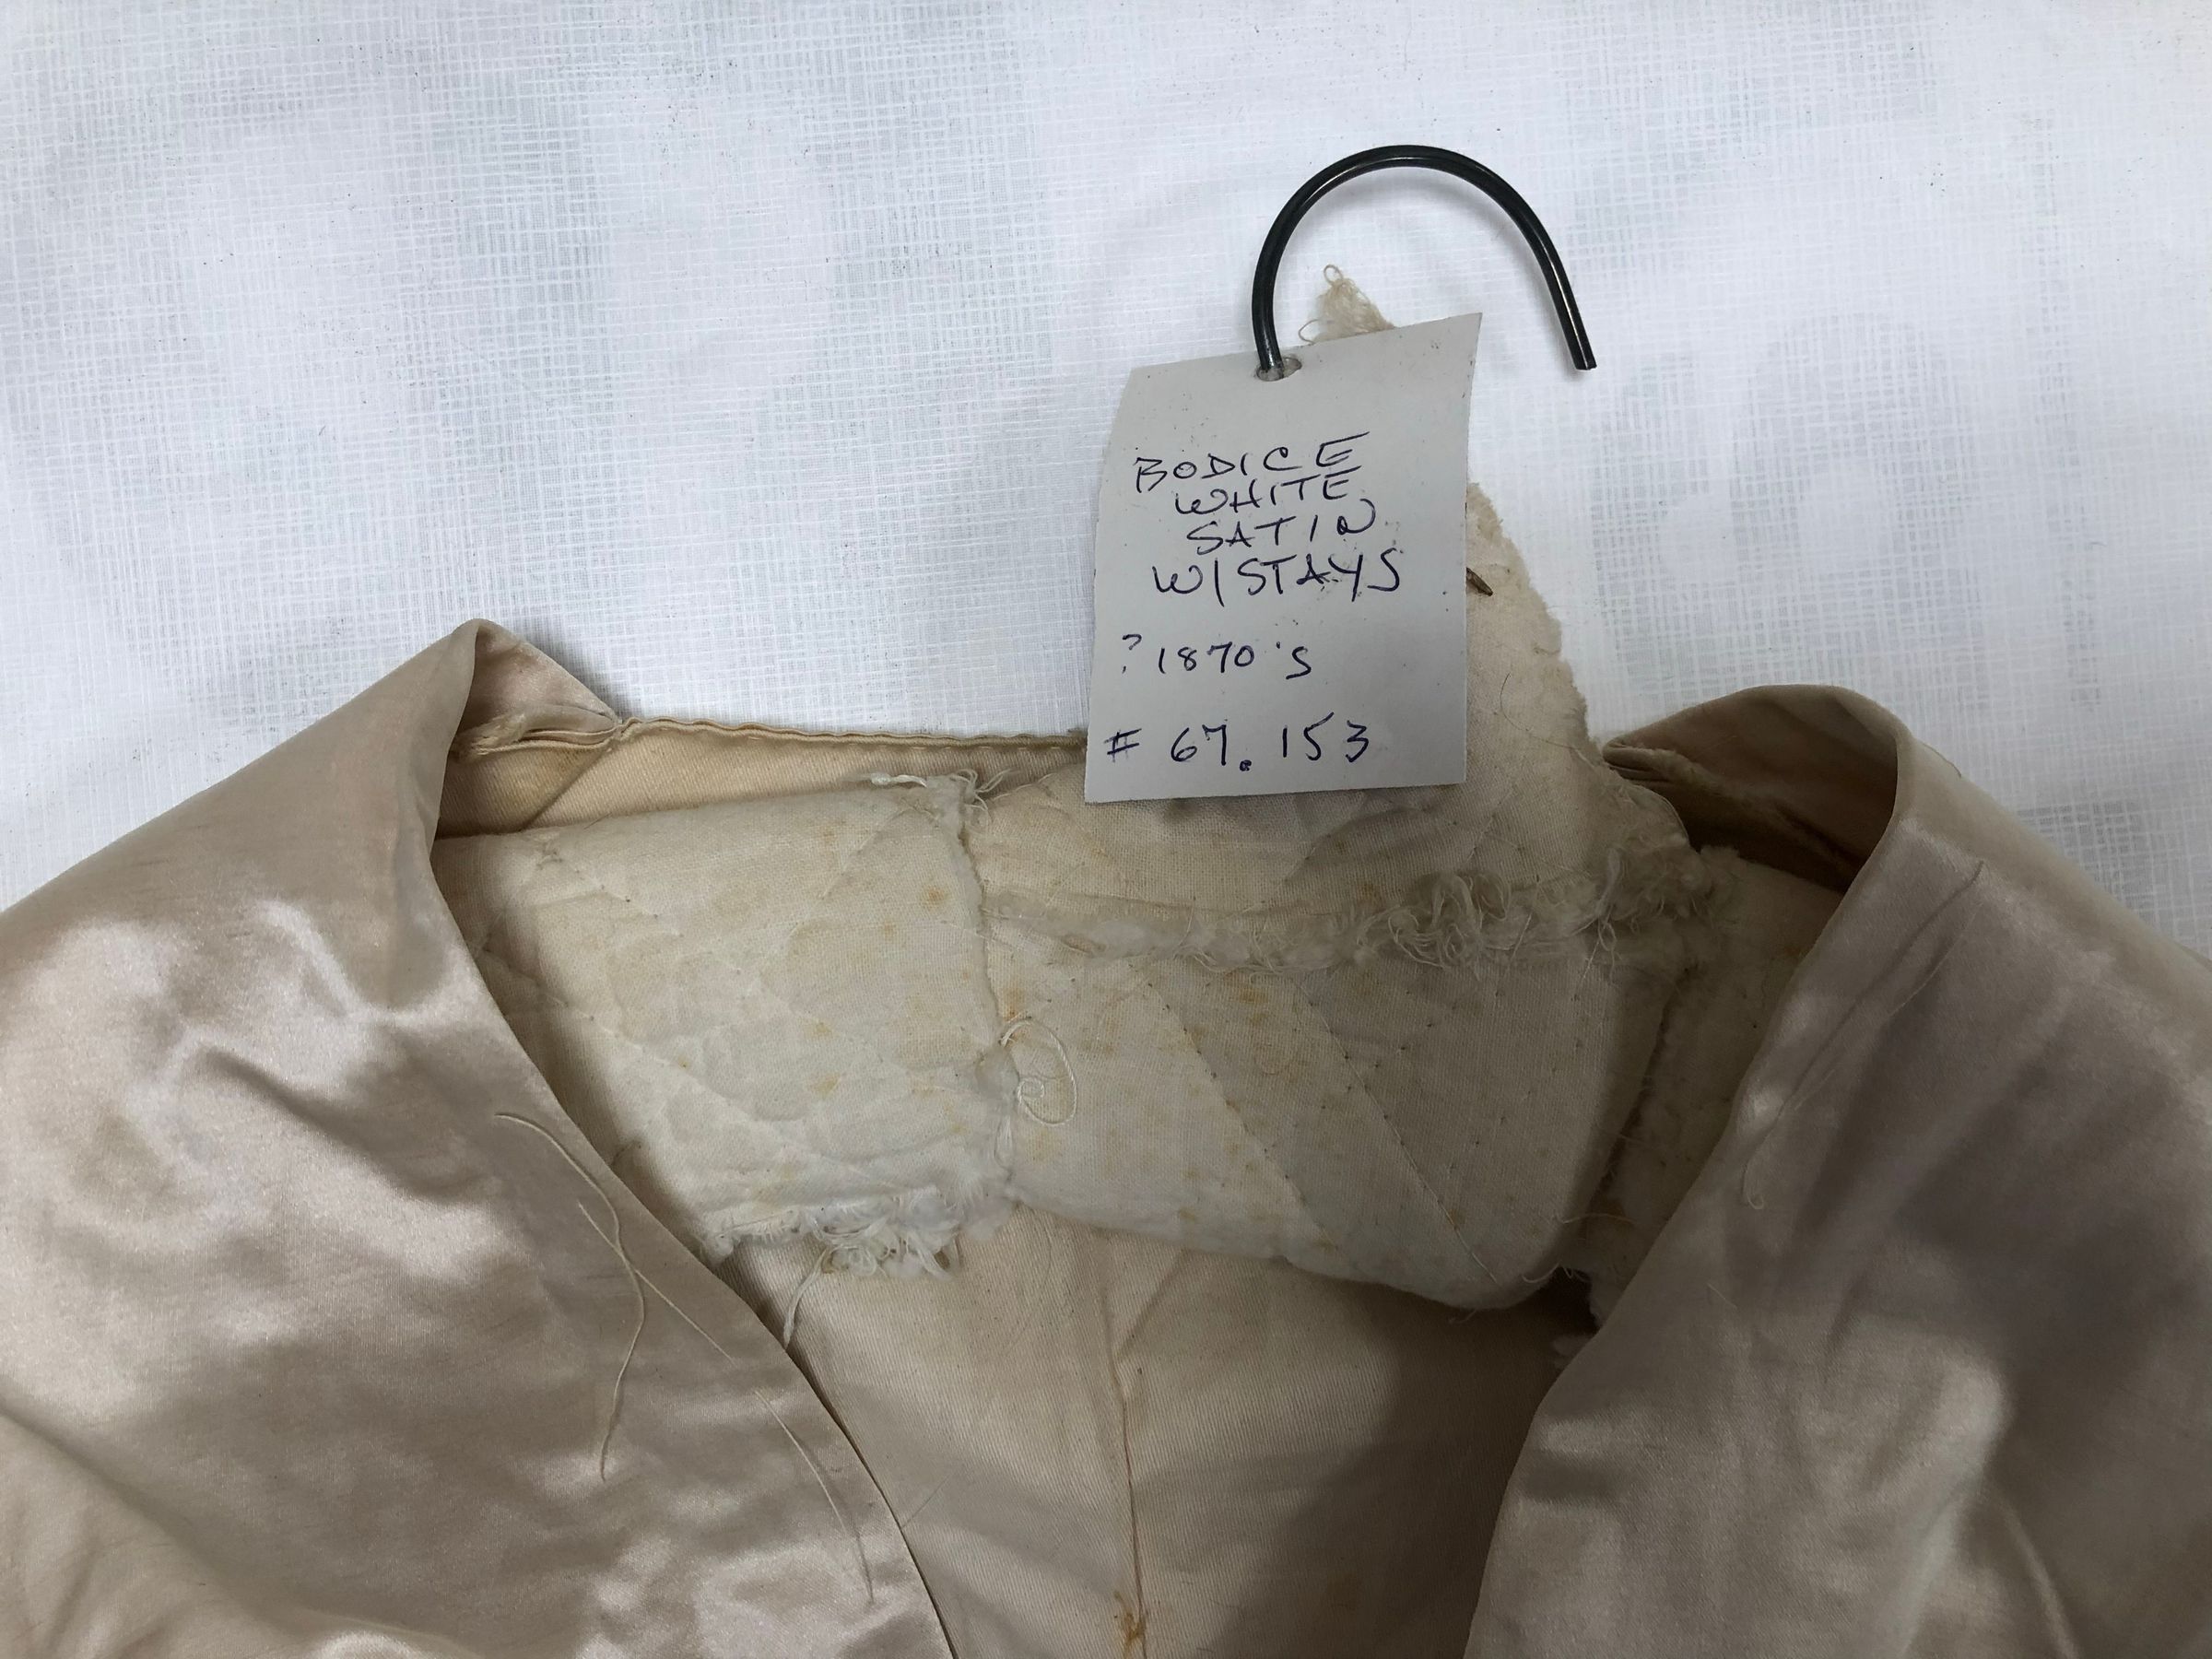 BODICE
WHITE
SATIN
W/STAYS
? 1870's
# 67.153